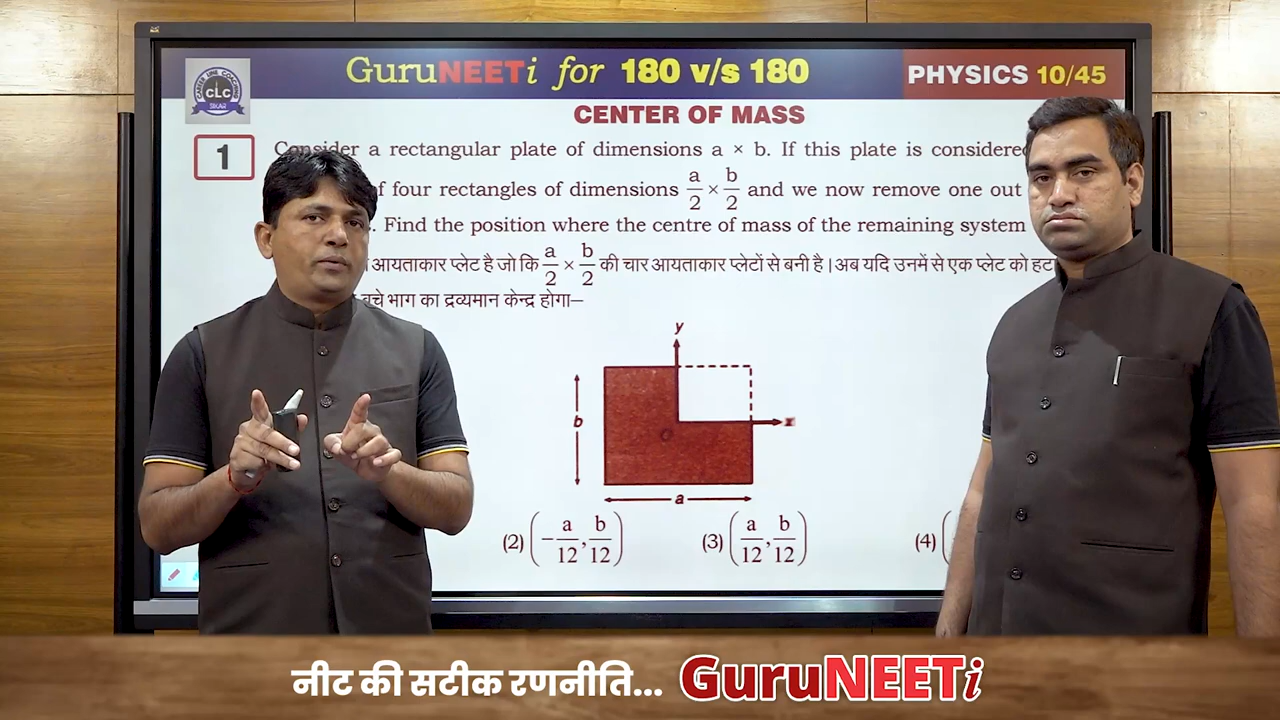 GuruNEETi for 180 v/s 180
PHYSICS 10/45
CLC
SIKAR
CENTER OF MASS
1
Consider a rectangular plate of dimensions a × b. If this plate is considered
of four rectangles of dimensions a/2 × b/2 and we now remove one out
Find the position where the centre of mass of the remaining system
आयताकार प्लेट है जो कि a/2 × b/2 की चार आयताकार प्लेटों से बनी है। अब यदि उनमें से एक प्लेट को
बचे भाग का द्रव्यमान केन्द्र होगा–
y
b
x
O
a
(2) (-a/12, b/12) (3) (a/12, b/12) (4) (
नीट की सटीक रणनीति... GuruNEETi